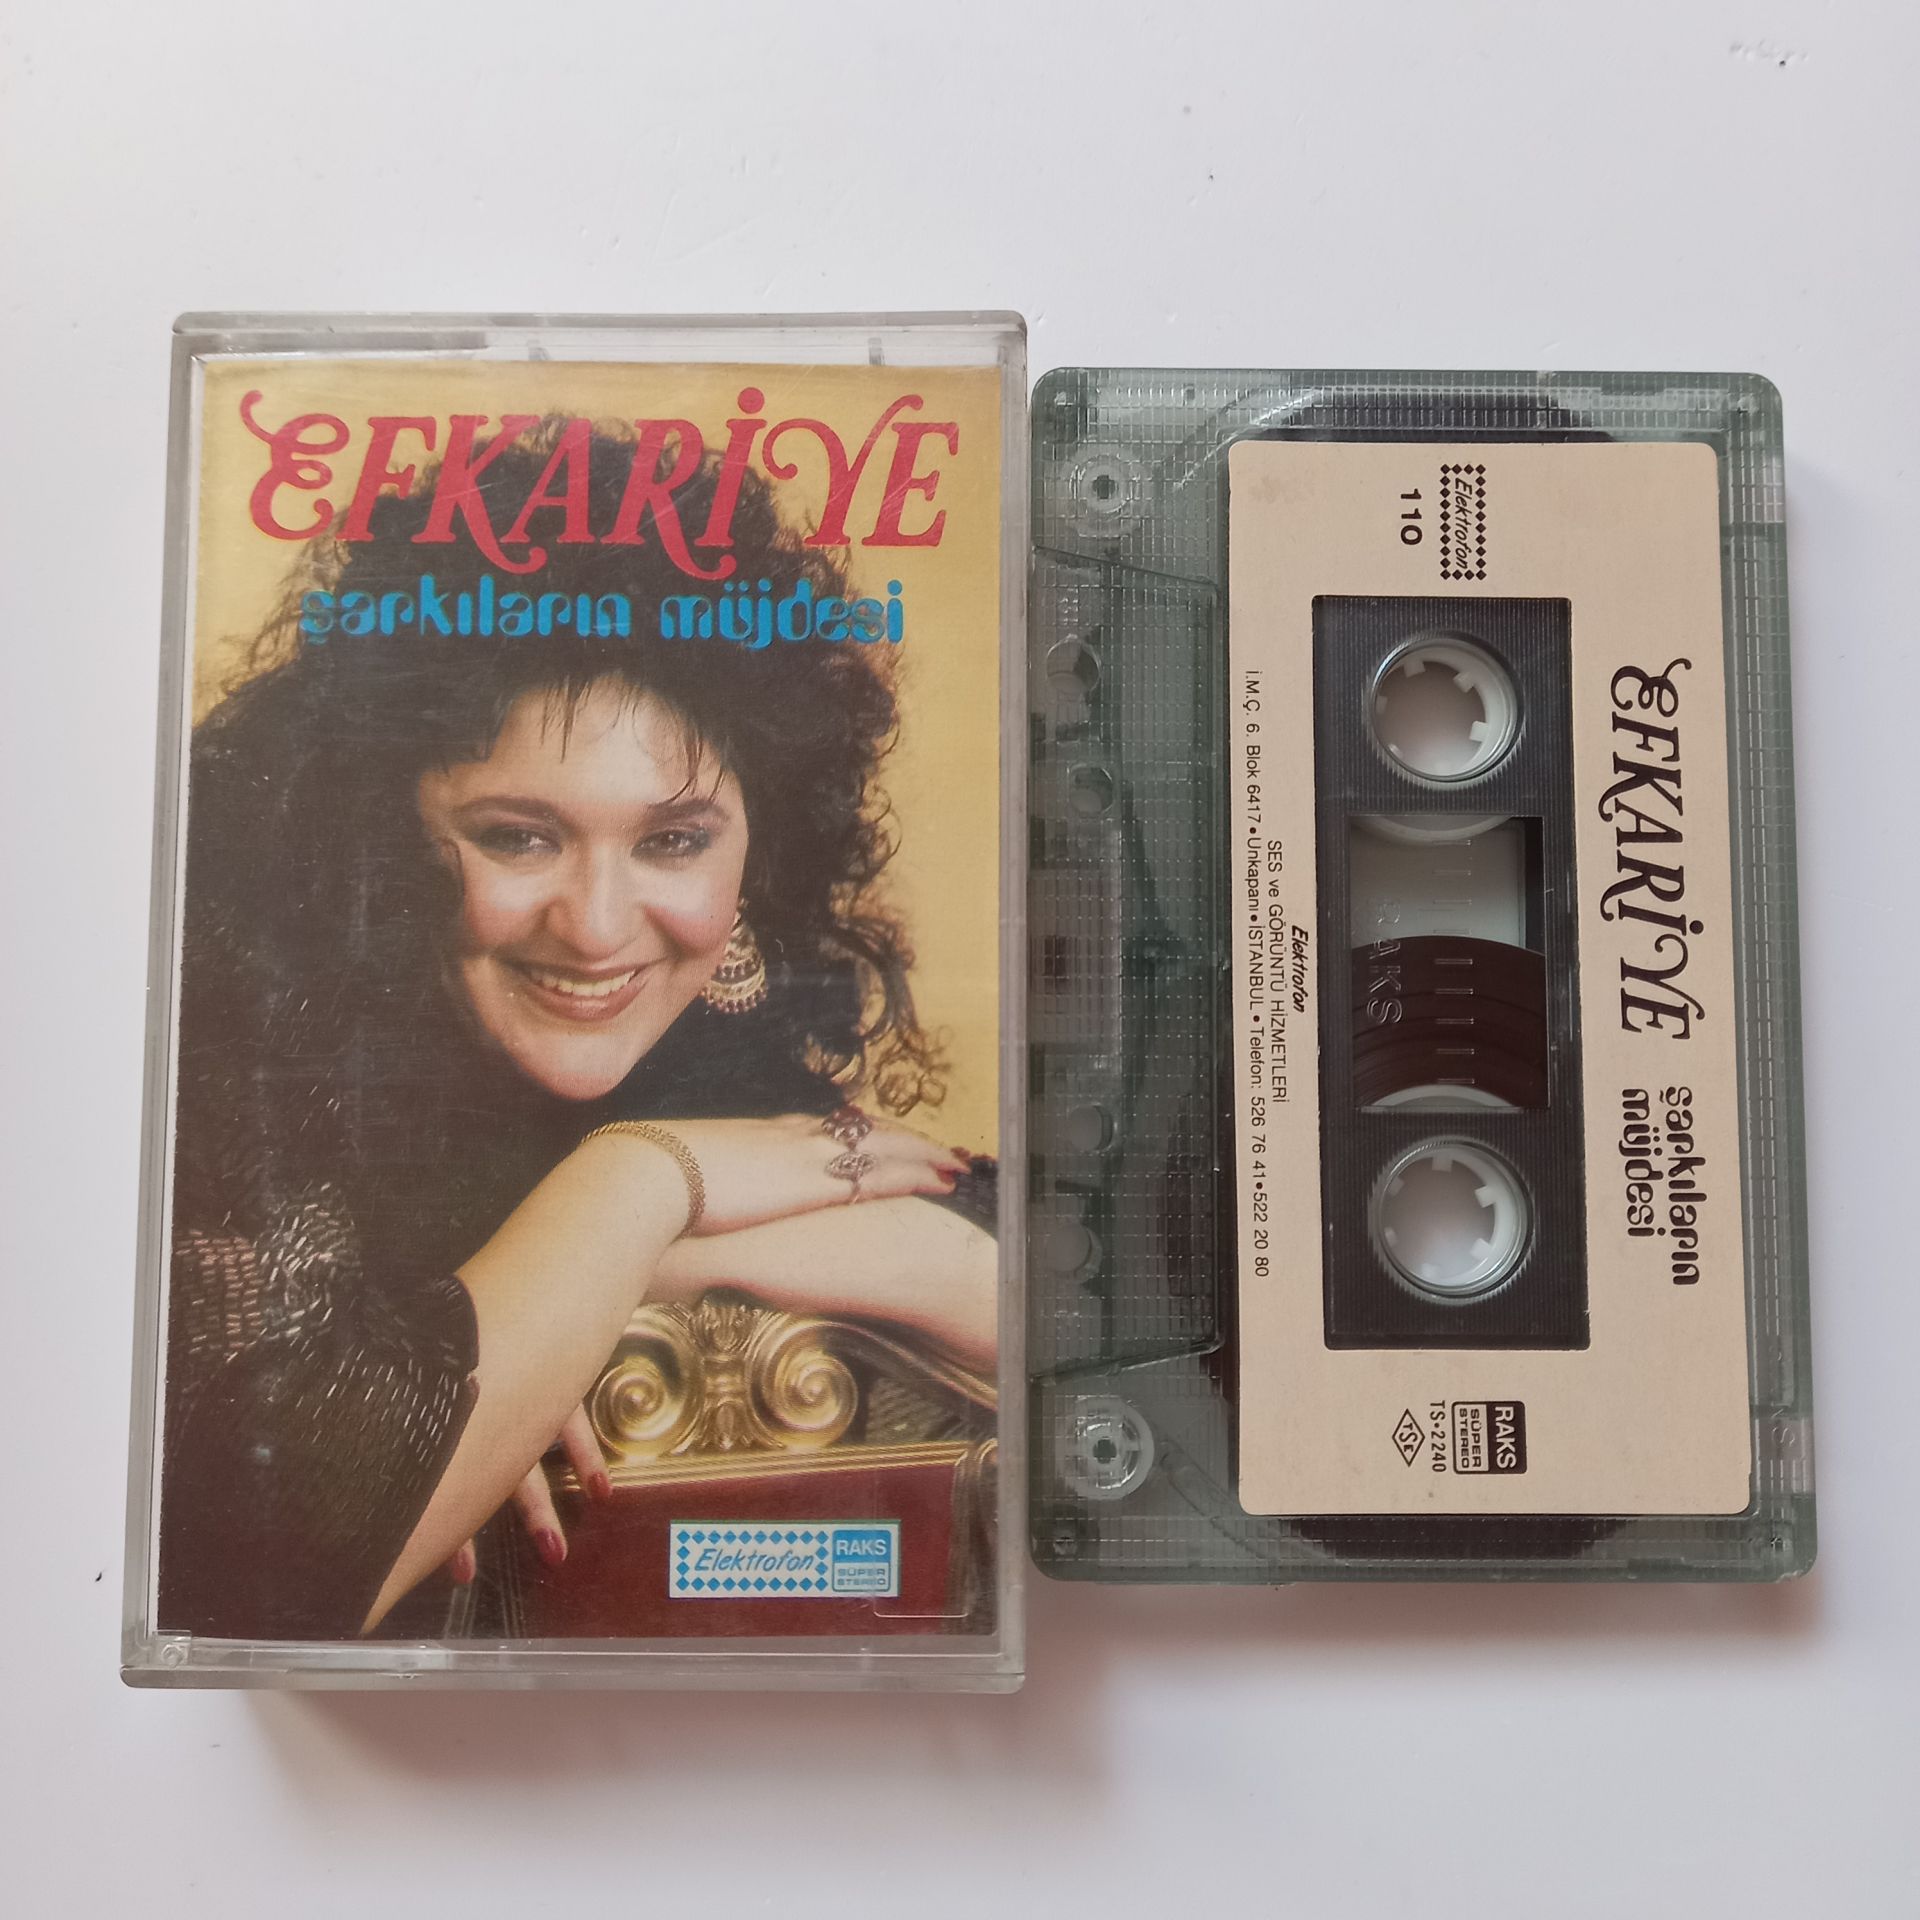 EFKARİYE
şarkıların müjdesi
Elektrofon
RAKS
SÜPER
STEREO
Elektrofon
110
EFKARİYE
şarkıların
müjdesi
RAKS
Elektrofon
SES ve GÖRÜNTÜ HİZMETLERİ
İ.M.Ç. 6. Blok 6417 • Unkapanı • İSTANBUL • Telefon: 526 76 41 • 522 20 80
RAKS
SÜPER
STEREO
TS•2240
TSE